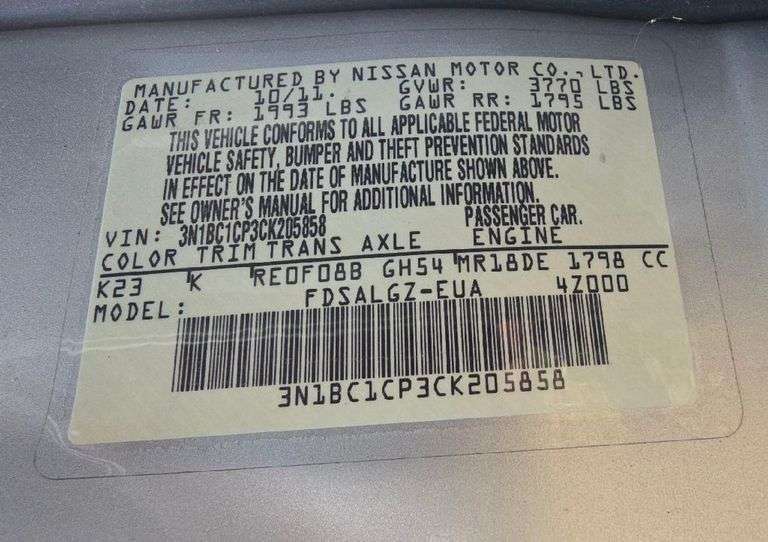 MANUFACTURED BY NISSAN MOTOR CO., LTD.
DATE: 10/11. GVWR: 3770 LBS
GAWR FR: 1993 LBS GAWR RR: 1795 LBS
THIS VEHICLE CONFORMS TO ALL APPLICABLE FEDERAL MOTOR
VEHICLE SAFETY, BUMPER AND THEFT PREVENTION STANDARDS
IN EFFECT ON THE DATE OF MANUFACTURE SHOWN ABOVE.
SEE OWNER'S MANUAL FOR ADDITIONAL INFORMATION.
VIN: 3N1BC1CP3CK205858 PASSENGER CAR.
COLOR TRIM TRANS AXLE ENGINE
K23 K RE0F08B GH54 MR18DE 1798 CC
MODEL: FDSALGZ-EUA 4Z000
3N1BC1CP3CK205858